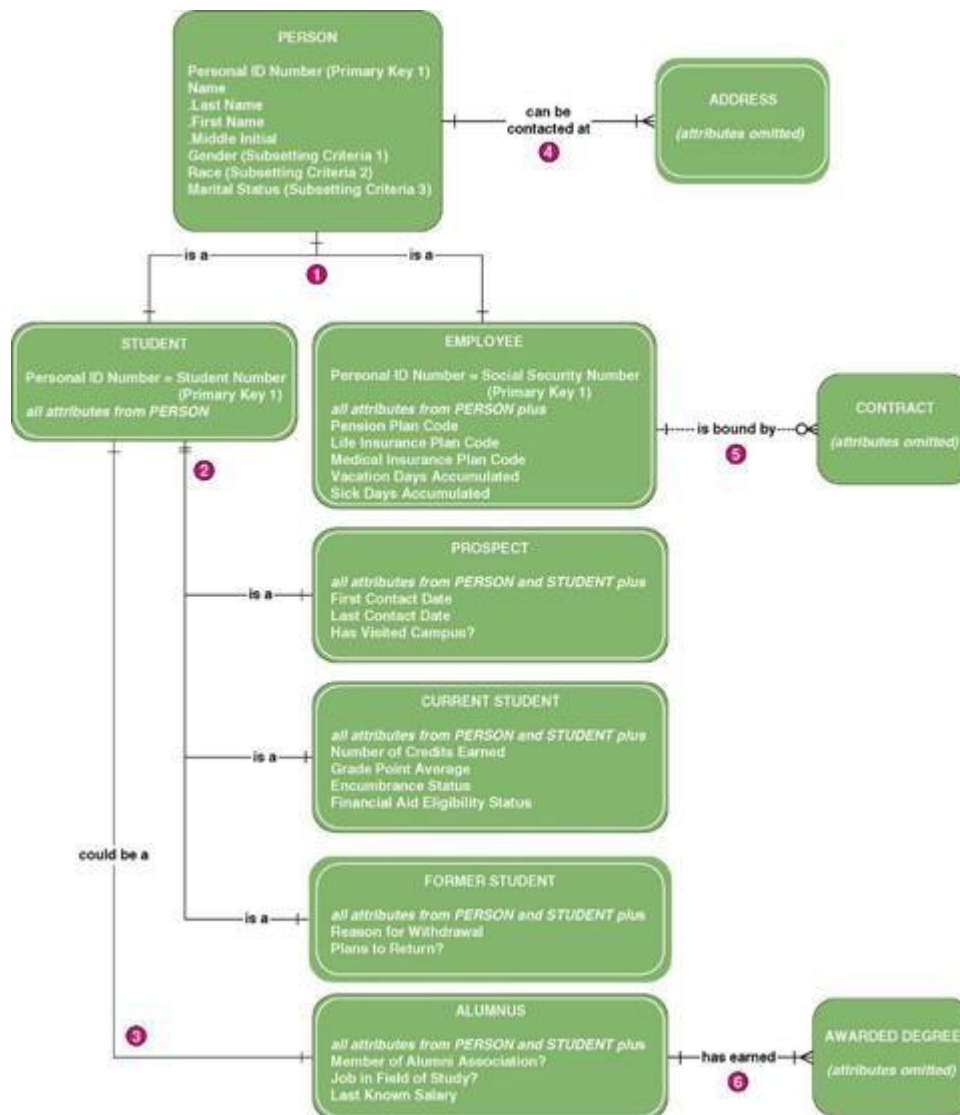 PERSON
Personal ID Number (Primary Key 1)
Name
.Last Name
.First Name
.Middle Initial
Gender (Subsetting Criteria 1)
Race (Subsetting Criteria 2)
Marital Status (Subsetting Criteria 3)
can be
contacted at
4
ADDRESS
(attributes omitted)
is a
is a
1
STUDENT
Personal ID Number = Student Number
(Primary Key 1)
all attributes from PERSON
EMPLOYEE
Personal ID Number = Social Security Number
(Primary Key 1)
all attributes from PERSON plus
Pension Plan Code
Life Insurance Plan Code
Medical Insurance Plan Code
Vacation Days Accumulated
Sick Days Accumulated
is bound by
5
CONTRACT
(attributes omitted)
2
PROSPECT
all attributes from PERSON and STUDENT plus
First Contact Date
Last Contact Date
Has Visited Campus?
is a
CURRENT STUDENT
all attributes from PERSON and STUDENT plus
Number of Credits Earned
Grade Point Average
Encumbrance Status
Financial Aid Eligibility Status
is a
could be a
FORMER STUDENT
all attributes from PERSON and STUDENT plus
Reason for Withdrawal
Plans to Return?
is a
3
ALUMNUS
all attributes from PERSON and STUDENT plus
Member of Alumni Association?
Job in Field of Study?
Last Known Salary
has earned
6
AWARDED DEGREE
(attributes omitted)